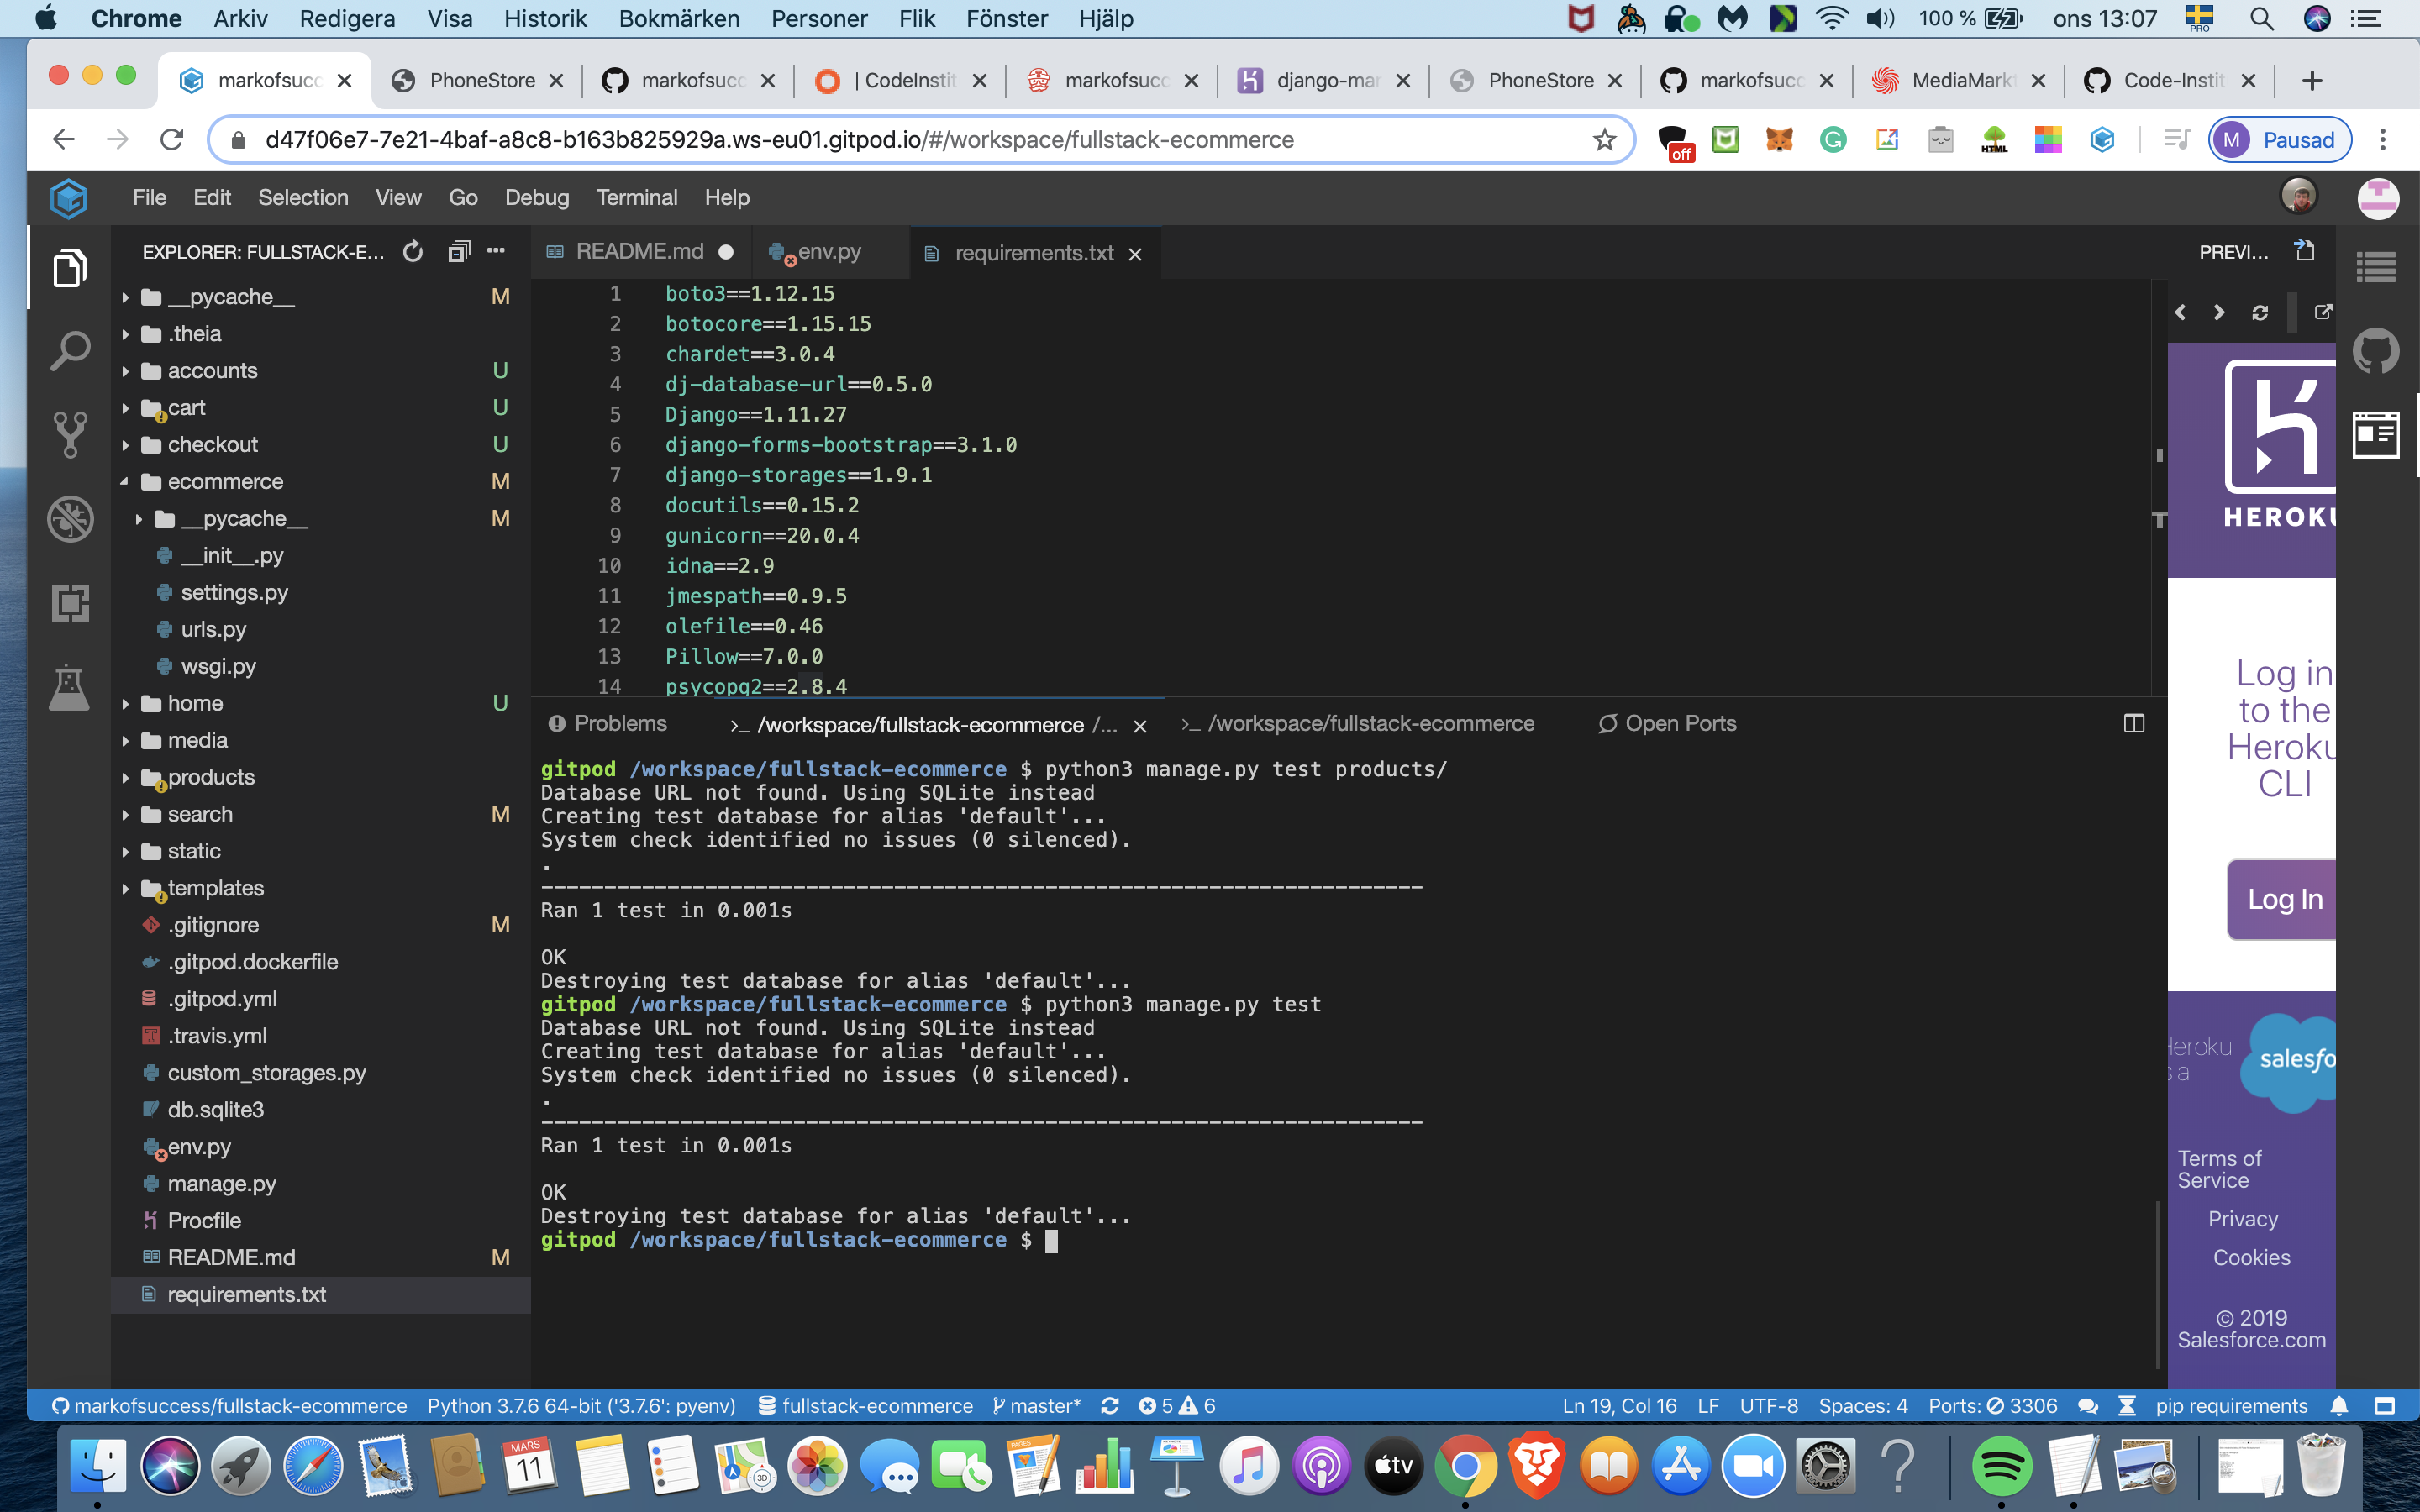 Chrome Arkiv Redigera Visa Historik Bokmärken Personer Flik Fönster Hjälp 100 % ons 13:07 PRO
markofsucc PhoneStore markofsucc | CodeInstit markofsucc django-mar PhoneStore markofsucc MediaMarkt Code-Instit
d47f06e7-7e21-4baf-a8c8-b163b825929a.ws-eu01.gitpod.io/#/workspace/fullstack-ecommerce off HTML M Pausad
File Edit Selection View Go Debug Terminal Help
EXPLORER: FULLSTACK-E...
__pycache__ M
.theia
accounts U
cart U
checkout U
ecommerce M
__pycache__ M
__init__.py
settings.py
urls.py
wsgi.py
home U
media
products
search M
static
templates
.gitignore M
.gitpod.dockerfile
.gitpod.yml
.travis.yml
custom_storages.py
db.sqlite3
env.py
manage.py
Procfile
README.md M
requirements.txt
README.md env.py requirements.txt
1 boto3==1.12.15
2 botocore==1.15.15
3 chardet==3.0.4
4 dj-database-url==0.5.0
5 Django==1.11.27
6 django-forms-bootstrap==3.1.0
7 django-storages==1.9.1
8 docutils==0.15.2
9 gunicorn==20.0.4
10 idna==2.9
11 jmespath==0.9.5
12 olefile==0.46
13 Pillow==7.0.0
14 psycopg2==2.8.4
Problems >_ /workspace/fullstack-ecommerce /... >_ /workspace/fullstack-ecommerce Open Ports
gitpod /workspace/fullstack-ecommerce $ python3 manage.py test products/
Database URL not found. Using SQLite instead
Creating test database for alias 'default'...
System check identified no issues (0 silenced).
.
----------------------------------------------------------------------
Ran 1 test in 0.001s
OK
Destroying test database for alias 'default'...
gitpod /workspace/fullstack-ecommerce $ python3 manage.py test
Database URL not found. Using SQLite instead
Creating test database for alias 'default'...
System check identified no issues (0 silenced).
.
----------------------------------------------------------------------
Ran 1 test in 0.001s
OK
Destroying test database for alias 'default'...
gitpod /workspace/fullstack-ecommerce $
PREVI...
HEROKU
Log in
to the
Heroku
CLI
Log In
Heroku
s a
salesfo
Terms of
Service
Privacy
Cookies
© 2019
Salesforce.com
markofsuccess/fullstack-ecommerce Python 3.7.6 64-bit ('3.7.6': pyenv) fullstack-ecommerce master* 5 6 Ln 19, Col 16 LF UTF-8 Spaces: 4 Ports: 3306 pip requirements
MARS
11
3D
PAGES
tv